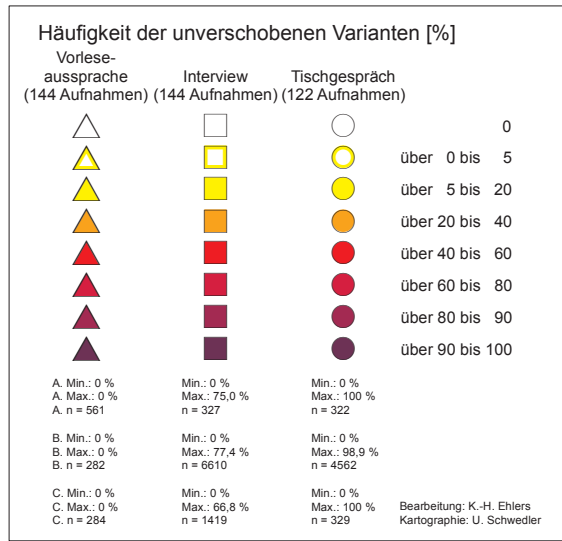 Häufigkeit der unverschobenen Varianten [%]
Vorlese-
aussprache Interview Tischgespräch
(144 Aufnahmen) (144 Aufnahmen) (122 Aufnahmen)
0
über 0 bis 5
über 5 bis 20
über 20 bis 40
über 40 bis 60
über 60 bis 80
über 80 bis 90
über 90 bis 100
A. Min.: 0 % Min.: 0 % Min.: 0 %
A. Max.: 0 % Max.: 75,0 % Max.: 100 %
A. n = 561 n = 327 n = 322
B. Min.: 0 % Min.: 0 % Min.: 0 %
B. Max.: 0 % Max.: 77,4 % Max.: 98,9 %
B. n = 282 n = 6610 n = 4562
C. Min.: 0 % Min.: 0 % Min.: 0 %
C. Max.: 0 % Max.: 66,8 % Max.: 100 % Bearbeitung: K.-H. Ehlers
C. n = 284 n = 1419 n = 329 Kartographie: U. Schwedler